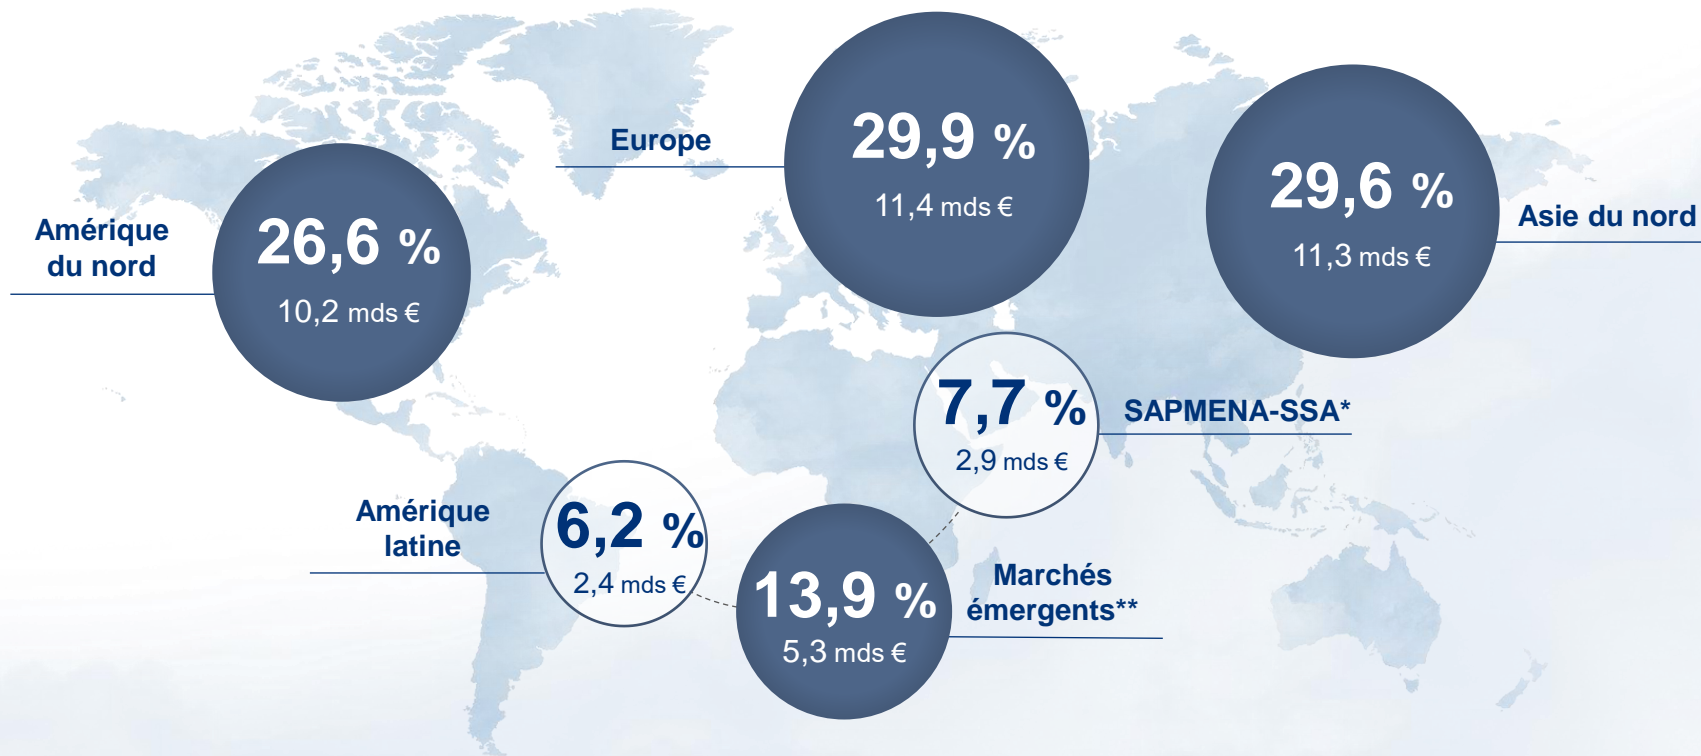 Europe
29,9 %
11,4 mds €
29,6 %
11,3 mds €
Asie du nord
Amérique
du nord
26,6 %
10,2 mds €
7,7 %
2,9 mds €
SAPMENA-SSA*
Amérique
latine
6,2 %
2,4 mds €
13,9 %
5,3 mds €
Marchés
émergents**